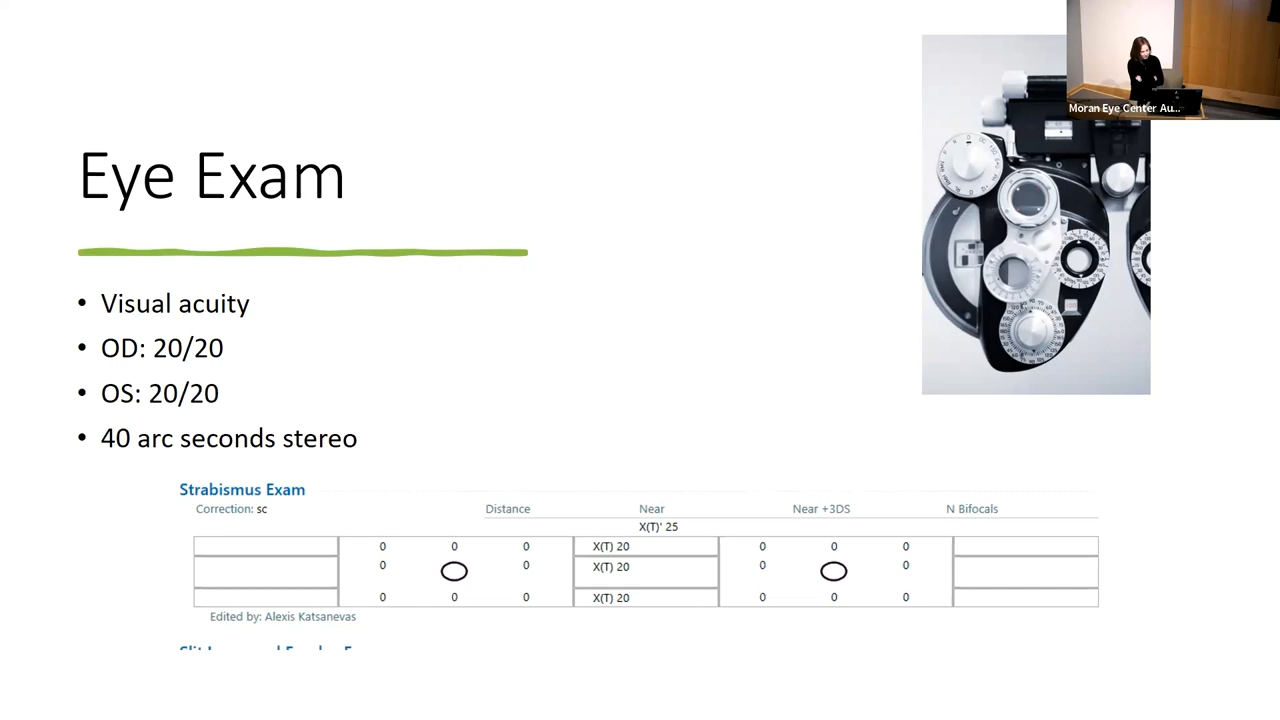 Moran Eye Center Au...
Eye Exam
• Visual acuity
• OD: 20/20
• OS: 20/20
• 40 arc seconds stereo
Strabismus Exam
Correction: sc Distance Near Near +3DS N Bifocals
X(T)' 25
0 0 0 X(T) 20 0 0 0
0 0 X(T) 20 0 0
0 0 0 X(T) 20 0 0 0
Edited by: Alexis Katsanevas